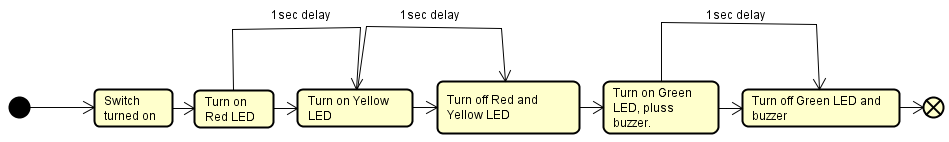 1sec delay
1sec delay
1sec delay
Switch
turned on
Turn on
Red LED
Turn on Yellow
LED
Turn off Red and
Yellow LED
Turn on Green
LED, pluss
buzzer.
Turn off Green LED and
buzzer